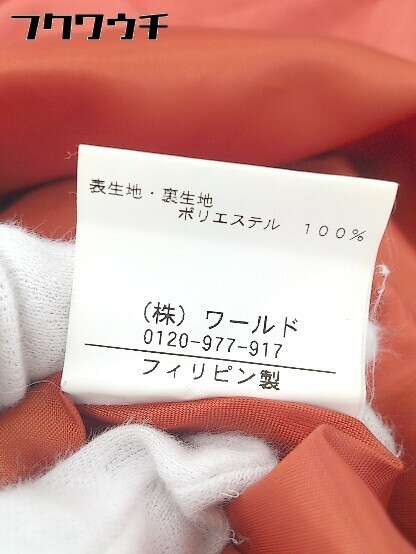 フクワウチ
表生地・裏生地
ポリエステル 100%
(株) ワールド
0120-977-917
フィリピン製